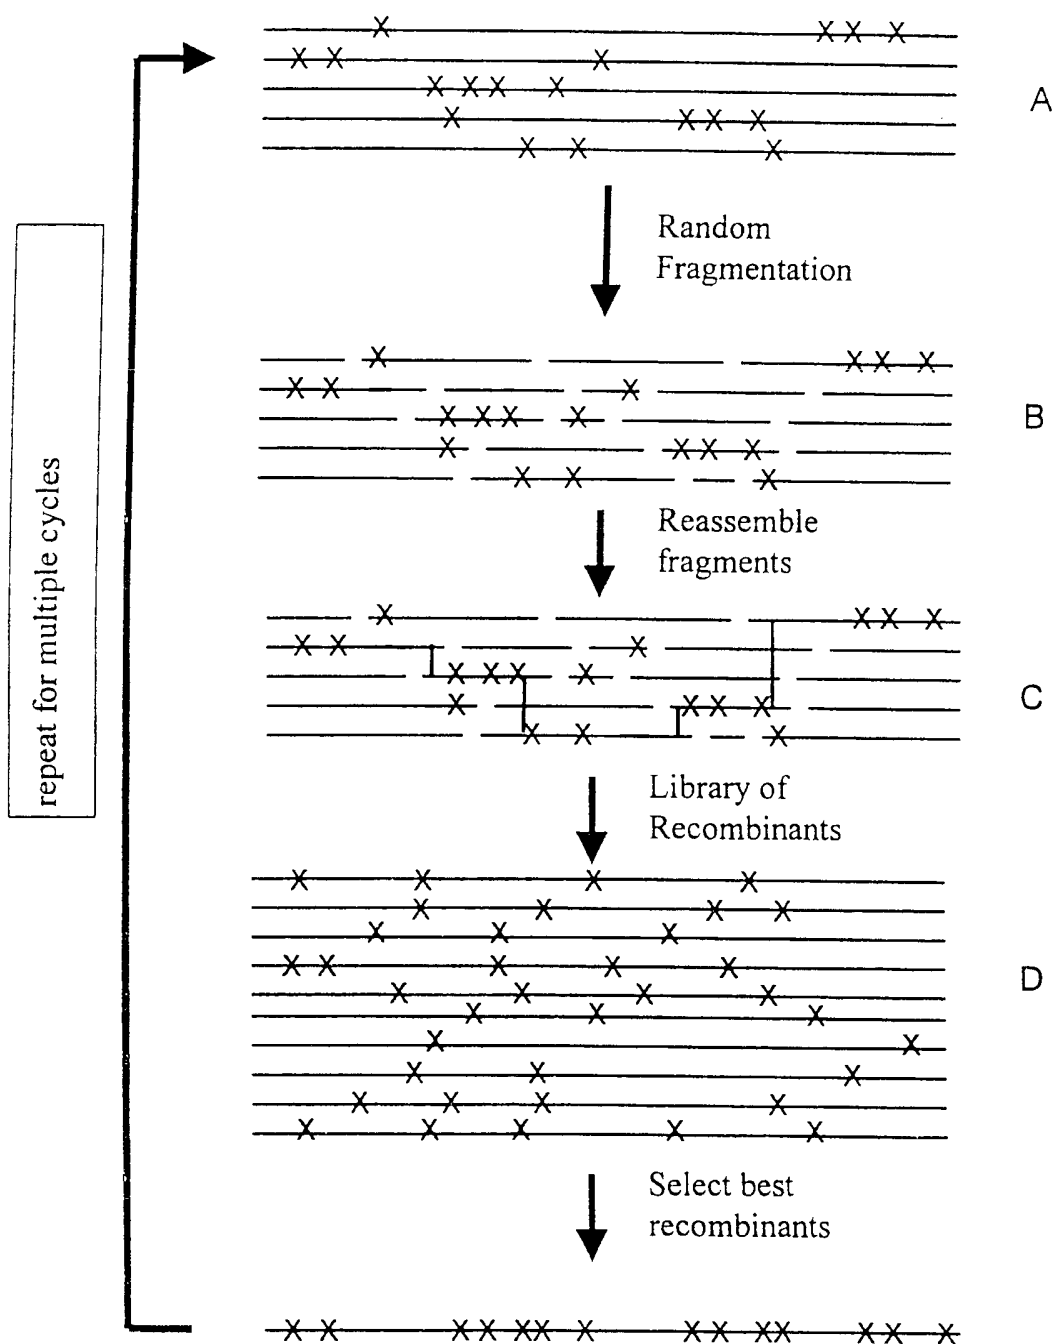 A
Random
Fragmentation
B
Reassemble
fragments
repeat for multiple cycles
C
Library of
Recombinants
D
Select best
recombinants